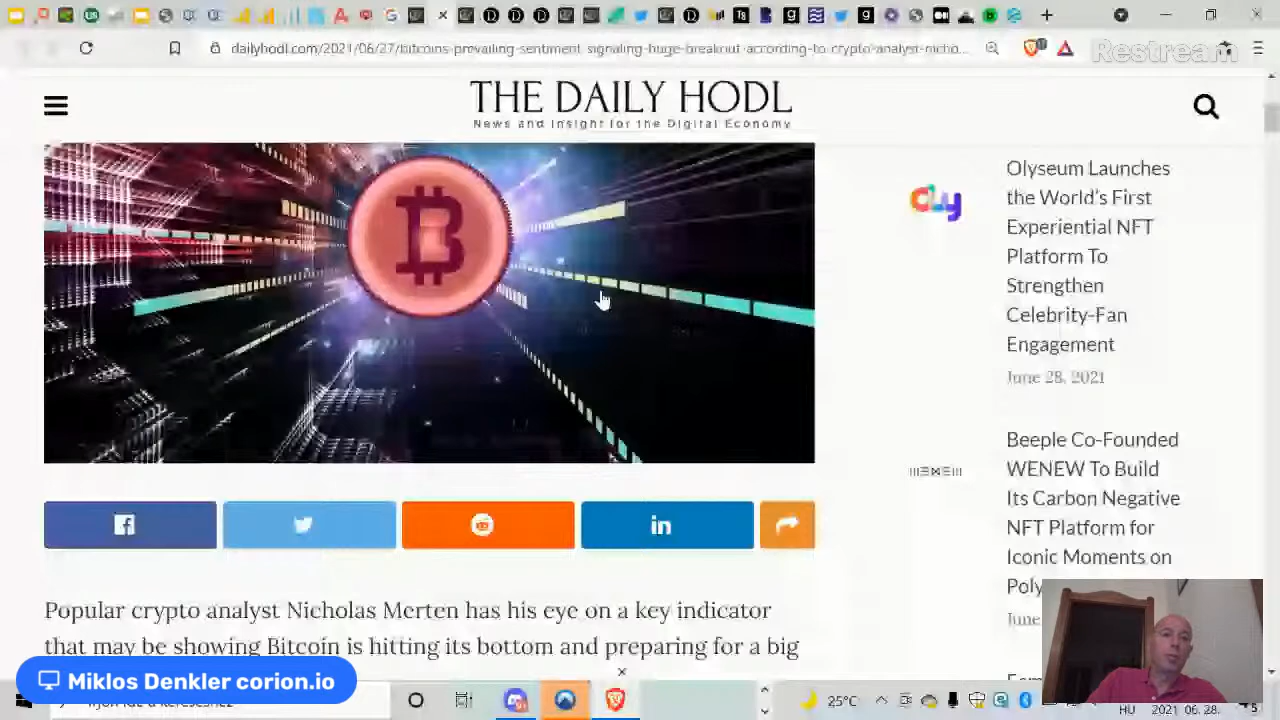 dailyhodl.com/2021/06/27/bitcoins-prevailing-sentiment-signaling-huge-breakout-according-to-crypto-analyst-nicho...
Restream
THE DAILY HODL
News and Insight for the Digital Economy
Olyseum Launches
the World's First
Experiential NFT
Platform To
Strengthen
Celebrity-Fan
Engagement
June 28, 2021
Beeple Co-Founded
WENEW To Build
Its Carbon Negative
NFT Platform for
Iconic Moments on
Poly
June
Popular crypto analyst Nicholas Merten has his eye on a key indicator
that may be showing Bitcoin is hitting its bottom and preparing for a big
Miklos Denkler corion.io
25°C
HU
2021. 06. 28.